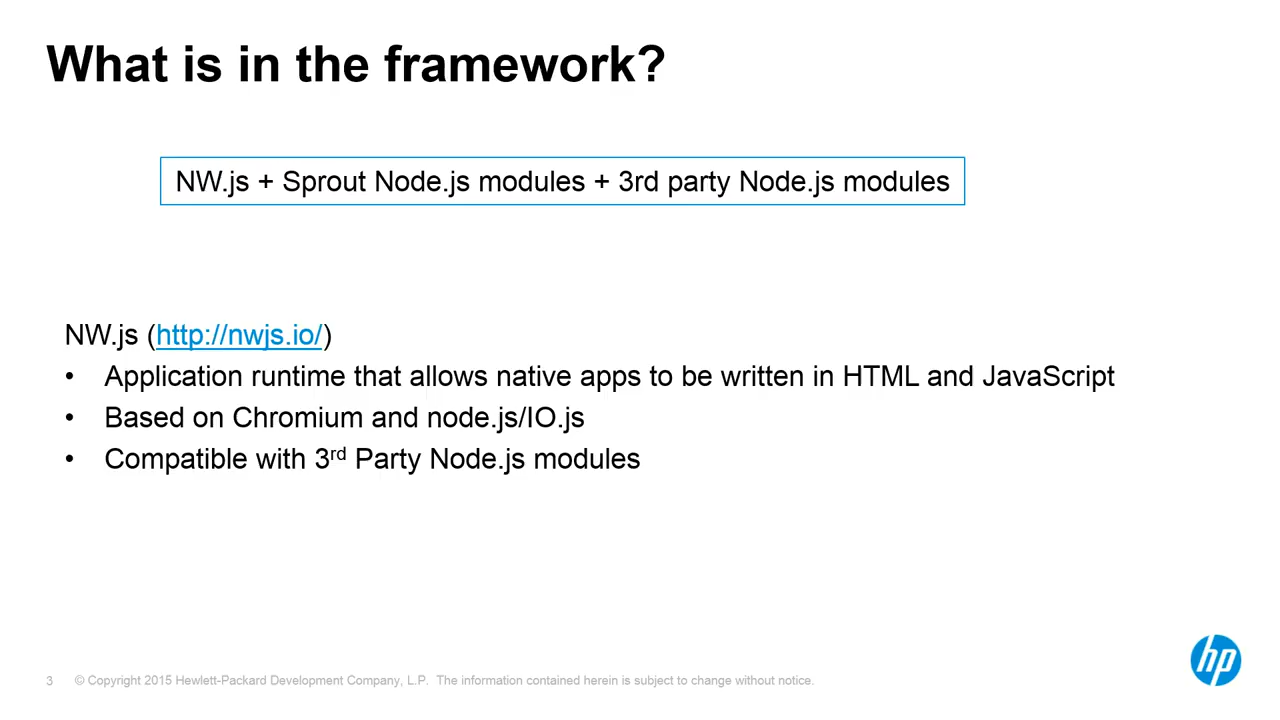 What is in the framework?
NW.js + Sprout Node.js modules + 3rd party Node.js modules
NW.js (http://nwjs.io/)
• Application runtime that allows native apps to be written in HTML and JavaScript
• Based on Chromium and node.js/IO.js
• Compatible with 3rd Party Node.js modules
hp
3 © Copyright 2015 Hewlett-Packard Development Company, L.P. The information contained herein is subject to change without notice.